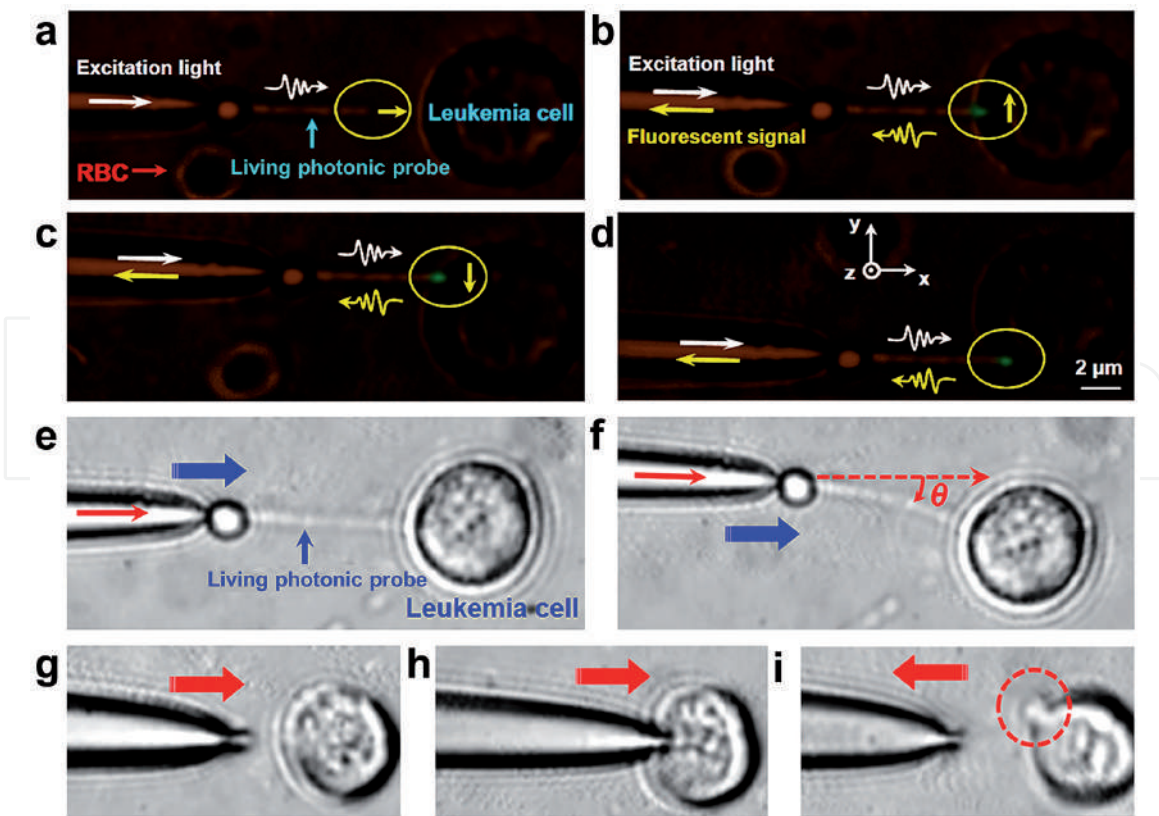 a
Excitation light
Leukemia cell
Living photonic probe
RBC
b
Excitation light
Fluorescent signal
c
d
y
z
x
2 µm
e
Living photonic probe
Leukemia cell
f
θ
g
h
i